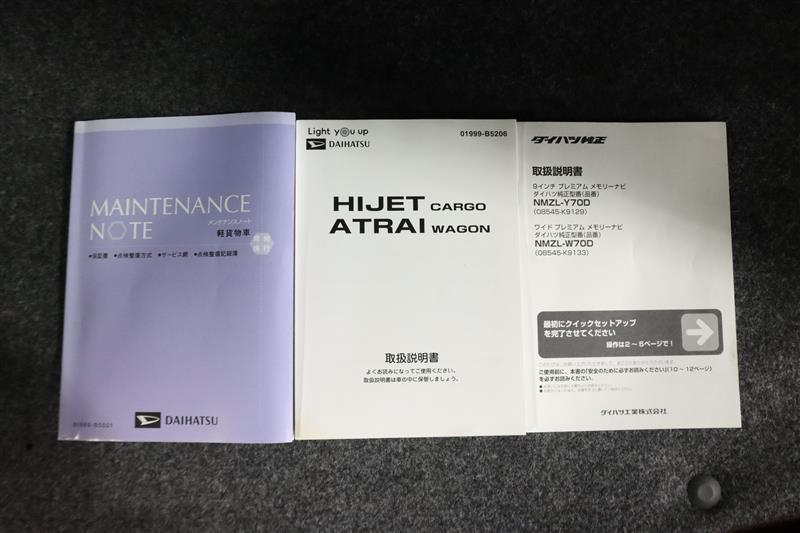 MAINTENANCE
NOTE
メンテナンスノート
軽貨物車
常時
携行
●保証書 ●点検整備方式 ●サービス網 ●点検整備記録簿
DAIHATSU
01999-B5021
Light you up
DAIHATSU
01999-B5206
HIJET CARGO
ATRAI WAGON
取扱説明書
よくお読みになってご使用ください。
取扱説明書は車の中に保管しましょう。
ダイハツ純正
取扱説明書
9インチ プレミアム メモリーナビ
ダイハツ純正型番(品番)
NMZL-Y70D
(08545-K9129)
ワイド プレミアム メモリーナビ
ダイハツ純正型番(品番)
NMZL-W70D
(08545-K9133)
最初にクイックセットアップ
を完了させてください
操作は2~5ページで!
ご使用前に、本書の「安全のために必ずお読みください」(10~12ページ)
を必ずお読みください。
ダイハツ工業株式会社